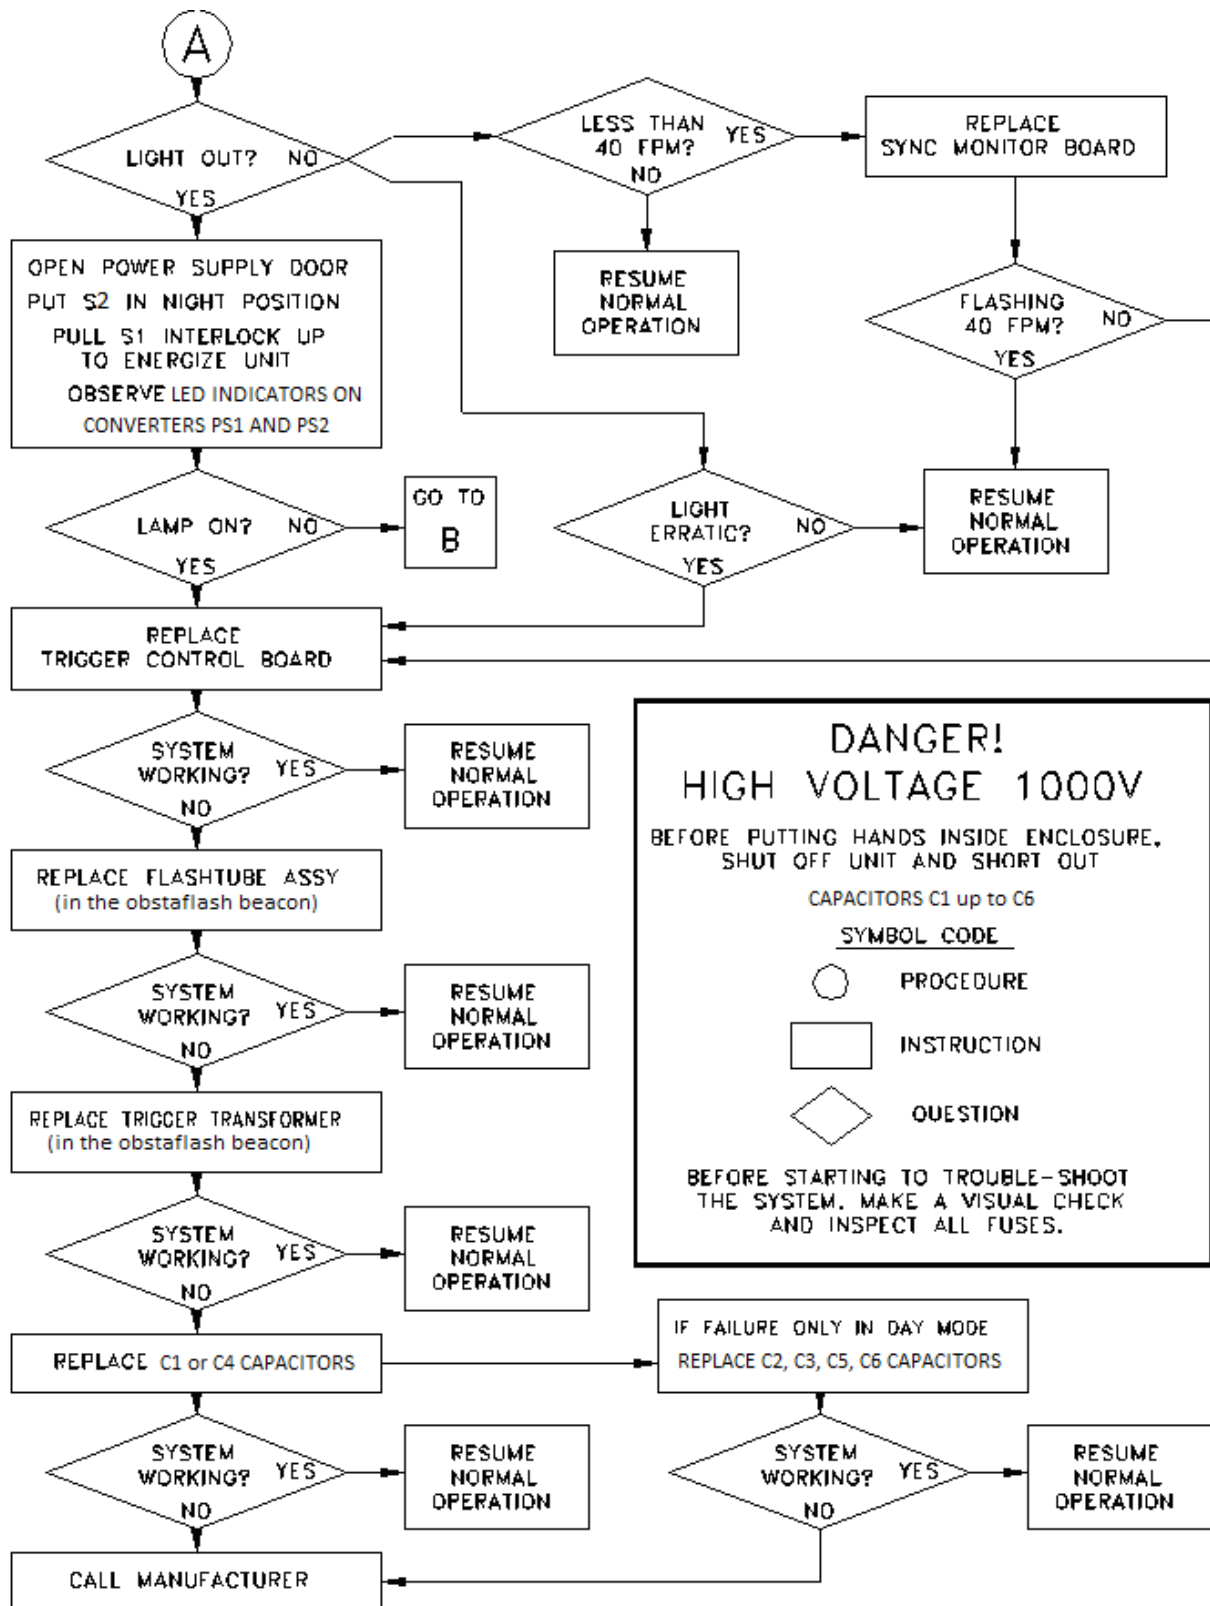 A
LIGHT OUT?
NO
YES
LESS THAN
40 FPM?
YES
NO
REPLACE
SYNC MONITOR BOARD
OPEN POWER SUPPLY DOOR
PUT S2 IN NIGHT POSITION
PULL S1 INTERLOCK UP
TO ENERGIZE UNIT
OBSERVE LED INDICATORS ON
CONVERTERS PS1 AND PS2
RESUME
NORMAL
OPERATION
FLASHING
40 FPM?
NO
YES
LAMP ON?
NO
YES
GO TO
B
LIGHT
ERRATIC?
NO
YES
RESUME
NORMAL
OPERATION
REPLACE
TRIGGER CONTROL BOARD
SYSTEM
WORKING?
YES
NO
RESUME
NORMAL
OPERATION
REPLACE FLASHTUBE ASSY
(in the obstaflash beacon)
SYSTEM
WORKING?
YES
NO
RESUME
NORMAL
OPERATION
REPLACE TRIGGER TRANSFORMER
(in the obstaflash beacon)
SYSTEM
WORKING?
YES
NO
RESUME
NORMAL
OPERATION
DANGER!
HIGH VOLTAGE 1000V
BEFORE PUTTING HANDS INSIDE ENCLOSURE,
SHUT OFF UNIT AND SHORT OUT
CAPACITORS C1 up to C6
SYMBOL CODE
PROCEDURE
INSTRUCTION
QUESTION
BEFORE STARTING TO TROUBLE-SHOOT
THE SYSTEM, MAKE A VISUAL CHECK
AND INSPECT ALL FUSES.
REPLACE C1 or C4 CAPACITORS
IF FAILURE ONLY IN DAY MODE
REPLACE C2, C3, C5, C6 CAPACITORS
SYSTEM
WORKING?
YES
NO
RESUME
NORMAL
OPERATION
SYSTEM
WORKING?
YES
NO
RESUME
NORMAL
OPERATION
CALL MANUFACTURER